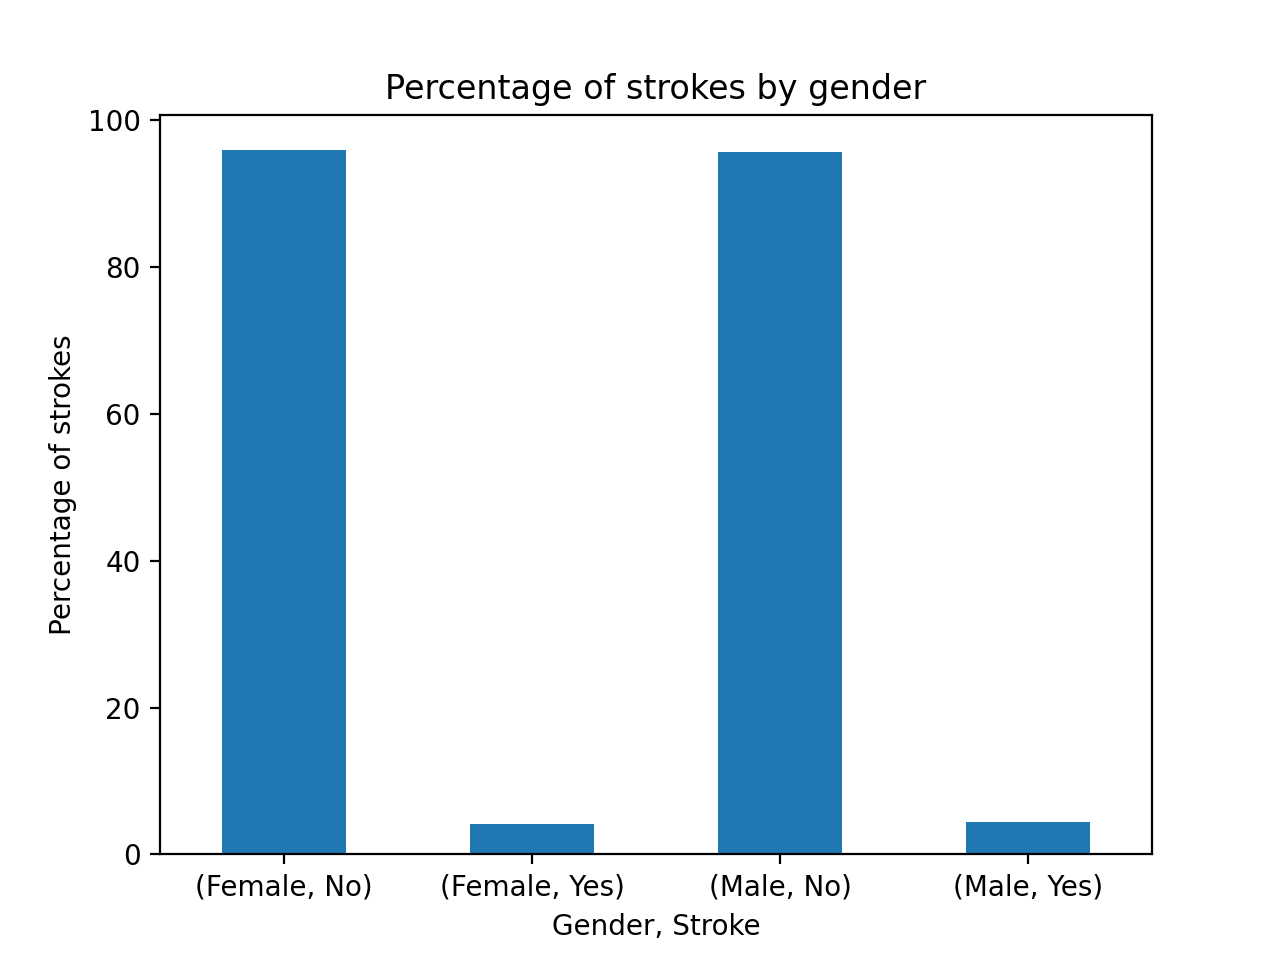 Percentage of strokes by gender
100
80
60
40
20
0
Percentage of strokes
(Female, No) (Female, Yes) (Male, No) (Male, Yes)
Gender, Stroke